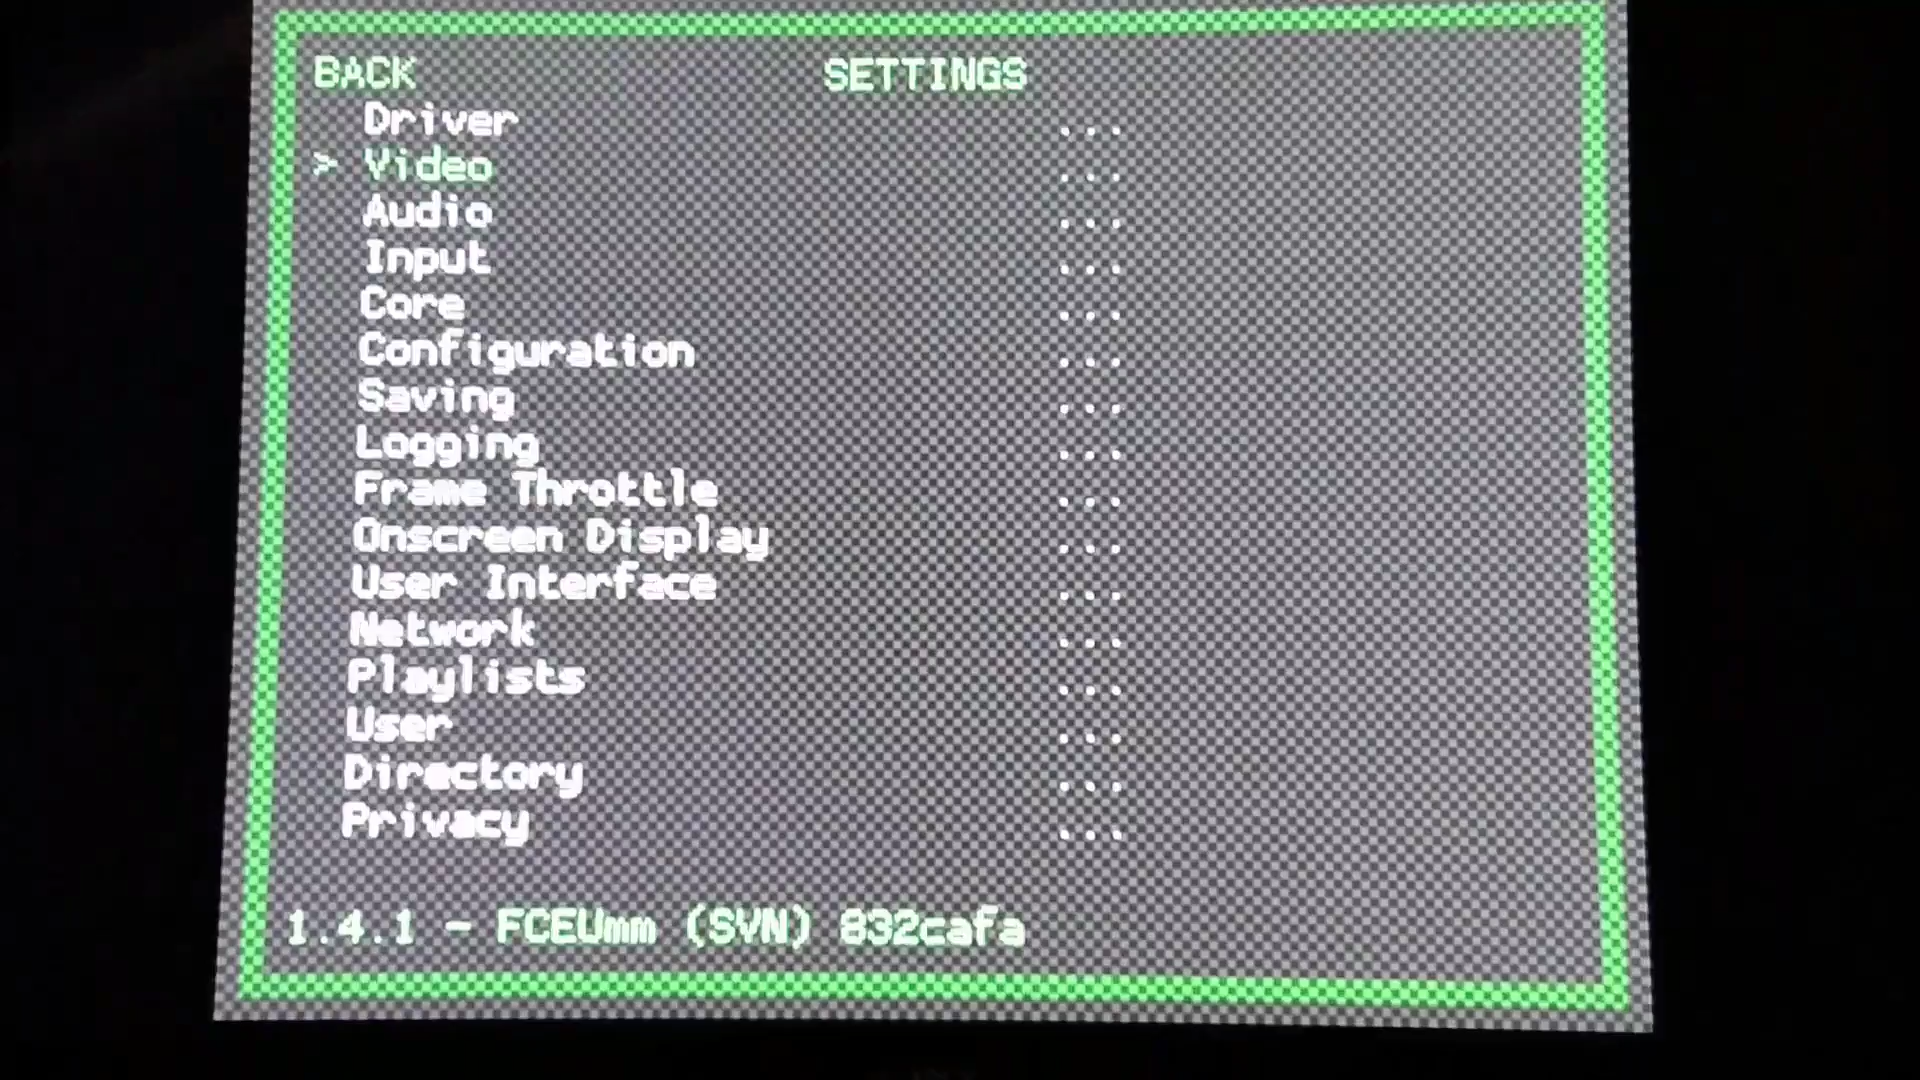 BACK SETTINGS
Driver ...
> Video ...
Audio ...
Input ...
Core ...
Configuration ...
Saving ...
Logging ...
Frame Throttle ...
Onscreen Display ...
User Interface ...
Network ...
Playlists ...
User ...
Directory ...
Privacy ...
1.4.1 - FCEUmm (SVN) 832cafa